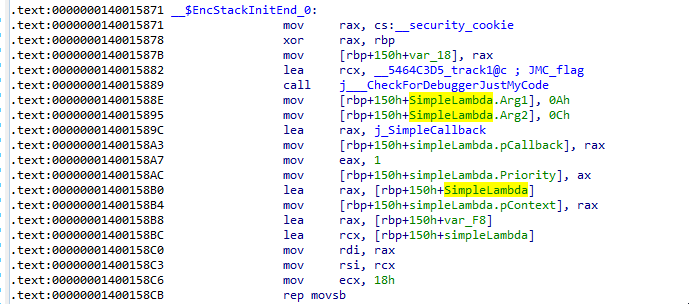 .text:0000000140015871 __$EncStackInitEnd_0:
.text:0000000140015871 mov rax, cs:__security_cookie
.text:0000000140015878 xor rax, rbp
.text:000000014001587B mov [rbp+150h+var_18], rax
.text:0000000140015882 lea rcx, __5464C3D5_track1@c ; JMC_flag
.text:0000000140015889 call j___CheckForDebuggerJustMyCode
.text:000000014001588E mov [rbp+150h+SimpleLambda.Arg1], 0Ah
.text:0000000140015895 mov [rbp+150h+SimpleLambda.Arg2], 0Ch
.text:000000014001589C lea rax, j_SimpleCallback
.text:00000001400158A3 mov [rbp+150h+simpleLambda.pCallback], rax
.text:00000001400158A7 mov eax, 1
.text:00000001400158AC mov [rbp+150h+simpleLambda.Priority], ax
.text:00000001400158B0 lea rax, [rbp+150h+SimpleLambda]
.text:00000001400158B4 mov [rbp+150h+simpleLambda.pContext], rax
.text:00000001400158B8 lea rax, [rbp+150h+var_F8]
.text:00000001400158BC lea rcx, [rbp+150h+simpleLambda]
.text:00000001400158C0 mov rdi, rax
.text:00000001400158C3 mov rsi, rcx
.text:00000001400158C6 mov ecx, 18h
.text:00000001400158CB rep movsb